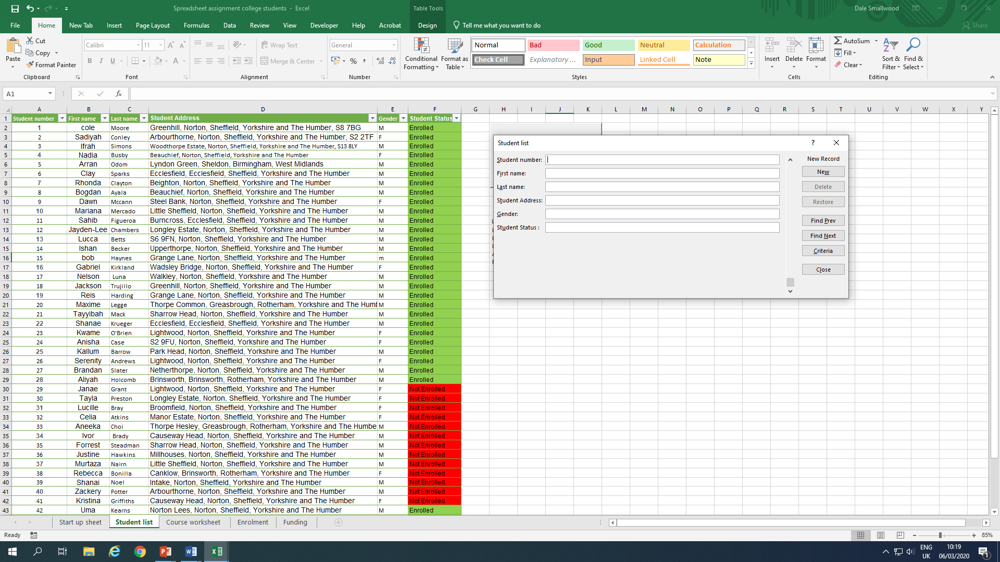 Spreadsheet assignment college students - Excel
Table Tools
Dale Smallwood
File Home New Tab Insert Page Layout Formulas Data Review View Developer Help Acrobat Design Tell me what you want to do Share
Paste
Cut
Copy
Format Painter
Clipboard
Calibri 11
B I U
Font
Wrap Text
Merge & Center
Alignment
General
%
Number
Conditional Formatting
Format as Table
Normal Bad Good Neutral Calculation
Check Cell Explanatory ... Input Linked Cell Note
Styles
Insert Delete Format
Cells
AutoSum
Fill
Clear
Sort & Filter
Find & Select
Editing
A1 fx
A B C D E F G H I J K L M N O P Q R S T U V W X Y
1 Student number First name Last name Student Address Gender Student Status
2 1 cole Moore Greenhill, Norton, Sheffield, Yorkshire and The Humber, S8 7BG M Enrolled
3 2 Sadiyah Conley Arbourthorne, Norton, Sheffield, Yorkshire and The Humber, S2 2TF F Enrolled
4 3 Ifrah Simons Woodthorpe Estate, Norton, Sheffield, Yorkshire and The Humber, S13 8LY M Enrolled
5 4 Nadia Busby Beauchief, Norton, Sheffield, Yorkshire and The Humber F Enrolled
6 5 Arran Odom Lyndon Green, Sheldon, Birmingham, West Midlands M Enrolled
7 6 Clay Sparks Ecclesfield, Ecclesfield, Sheffield, Yorkshire and The Humber M Enrolled
8 7 Rhonda Clayton Beighton, Norton, Sheffield, Yorkshire and The Humber M Enrolled
9 8 Bogdan Ayala Beauchief, Norton, Sheffield, Yorkshire and The Humber M Enrolled
10 9 Dawn Mccann Steel Bank, Norton, Sheffield, Yorkshire and The Humber F Enrolled
11 10 Mariana Mercado Little Sheffield, Norton, Sheffield, Yorkshire and The Humber M Enrolled
12 11 Sahib Figueroa Burncross, Ecclesfield, Sheffield, Yorkshire and The Humber M Enrolled
13 12 Jayden-Lee Chambers Longley Estate, Norton, Sheffield, Yorkshire and The Humber M Enrolled
14 13 Lucca Betts S6 9FN, Norton, Sheffield, Yorkshire and The Humber M Enrolled
15 14 Ishan Becker Upperthorpe, Norton, Sheffield, Yorkshire and The Humber M Enrolled
16 15 bob Haynes Grange Lane, Norton, Sheffield, Yorkshire and The Humber m Enrolled
17 16 Gabriel Kirkland Wadsley Bridge, Norton, Sheffield, Yorkshire and The Humber F Enrolled
18 17 Nelson Luna Walkley, Norton, Sheffield, Yorkshire and The Humber M Enrolled
19 18 Jackson Trujillo Greenhill, Norton, Sheffield, Yorkshire and The Humber M Enrolled
20 19 Reis Harding Grange Lane, Norton, Sheffield, Yorkshire and The Humber M Enrolled
21 20 Maxime Legge Thorpe Common, Greasbrough, Rotherham, Yorkshire and The Humb M Enrolled
22 21 Tayyibah Mack Sharrow Head, Norton, Sheffield, Yorkshire and The Humber M Enrolled
23 22 Shanae Krueger Ecclesfield, Ecclesfield, Sheffield, Yorkshire and The Humber M Enrolled
24 23 Kwame O'Brien Lightwood, Norton, Sheffield, Yorkshire and The Humber F Enrolled
25 24 Anisha Case S2 9FU, Norton, Sheffield, Yorkshire and The Humber F Enrolled
26 25 Kallum Barrow Park Head, Norton, Sheffield, Yorkshire and The Humber M Enrolled
27 26 Serenity Andrews Lightwood, Norton, Sheffield, Yorkshire and The Humber F Enrolled
28 27 Brandan Slater Netherthorpe, Norton, Sheffield, Yorkshire and The Humber M Enrolled
29 28 Aliyah Holcomb Brinsworth, Brinsworth, Rotherham, Yorkshire and The Humber M Enrolled
30 29 Janae Grant Lightwood, Norton, Sheffield, Yorkshire and The Humber F Not Enrolled
31 30 Tayla Preston Longley Estate, Norton, Sheffield, Yorkshire and The Humber F Not Enrolled
32 31 Lucille Bray Broomfield, Norton, Sheffield, Yorkshire and The Humber F Not Enrolled
33 32 Celia Atkins Manor Estate, Norton, Sheffield, Yorkshire and The Humber F Not Enrolled
34 33 Aneeka Choi Thorpe Hesley, Greasbrough, Rotherham, Yorkshire and The Humbe M Not Enrolled
35 34 Ivor Brady Causeway Head, Norton, Sheffield, Yorkshire and The Humber M Not Enrolled
36 35 Forrest Steadman Sharrow Head, Norton, Sheffield, Yorkshire and The Humber M Not Enrolled
37 36 Justine Hawkins Millhouses, Norton, Sheffield, Yorkshire and The Humber M Not Enrolled
38 37 Murtaza Nairn Little Sheffield, Norton, Sheffield, Yorkshire and The Humber M Not Enrolled
39 38 Rebecca Bonilla Canklow, Brinsworth, Rotherham, Yorkshire and The Humber F Not Enrolled
40 39 Shanai Noel Intake, Norton, Sheffield, Yorkshire and The Humber M Not Enrolled
41 40 Zackery Potter Arbourthorne, Norton, Sheffield, Yorkshire and The Humber M Not Enrolled
42 41 Kristina Griffiths Causeway Head, Norton, Sheffield, Yorkshire and The Humber F Not Enrolled
43 42 Uma Kearns Norton Lees, Norton, Sheffield, Yorkshire and The Humber M Enrolled
Student list ?
Student number:
First name:
Last name:
Student Address:
Gender:
Student Status :
New Record
New
Delete
Restore
Find Prev
Find Next
Criteria
Close
Start up sheet Student list Course worksheet Enrolment Funding
Ready
85%
ENG
UK
10:19
06/03/2020
1